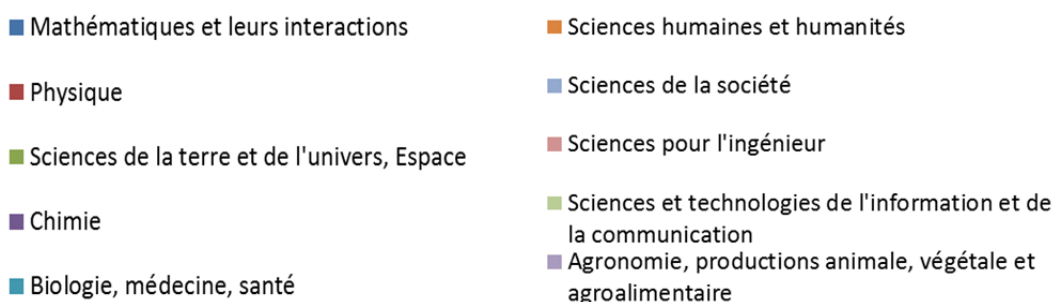 Mathématiques et leurs interactions
Physique
Sciences de la terre et de l'univers, Espace
Chimie
Biologie, médecine, santé
Sciences humaines et humanités
Sciences de la société
Sciences pour l'ingénieur
Sciences et technologies de l'information et de
la communication
Agronomie, productions animale, végétale et
agroalimentaire